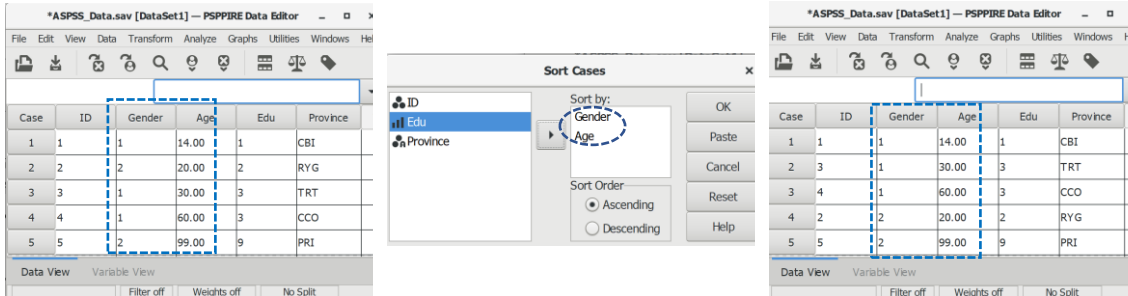 *ASPSS_Data.sav [DataSet1] — PSPPIRE Data Editor
File Edit View Data Transform Analyze Graphs Utilities Windows Hel
Case ID Gender Age Edu Province
1 1 1 14.00 1 CBI
2 2 2 20.00 2 RYG
3 3 1 30.00 3 TRT
4 4 1 60.00 3 CCO
5 5 2 99.00 9 PRI
Data View Variable View
Filter off Weights off No Split
Sort Cases
ID
Edu
Province
Sort by:
Gender
Age
Sort Order
Ascending
Descending
OK
Paste
Cancel
Reset
Help
*ASPSS_Data.sav [DataSet1] — PSPPIRE Data Editor
File Edit View Data Transform Analyze Graphs Utilities Windows
Case ID Gender Age Edu Province
1 1 1 14.00 1 CBI
2 3 1 30.00 3 TRT
3 4 1 60.00 3 CCO
4 2 2 20.00 2 RYG
5 5 2 99.00 9 PRI
Data View Variable View
Filter off Weights off No Split